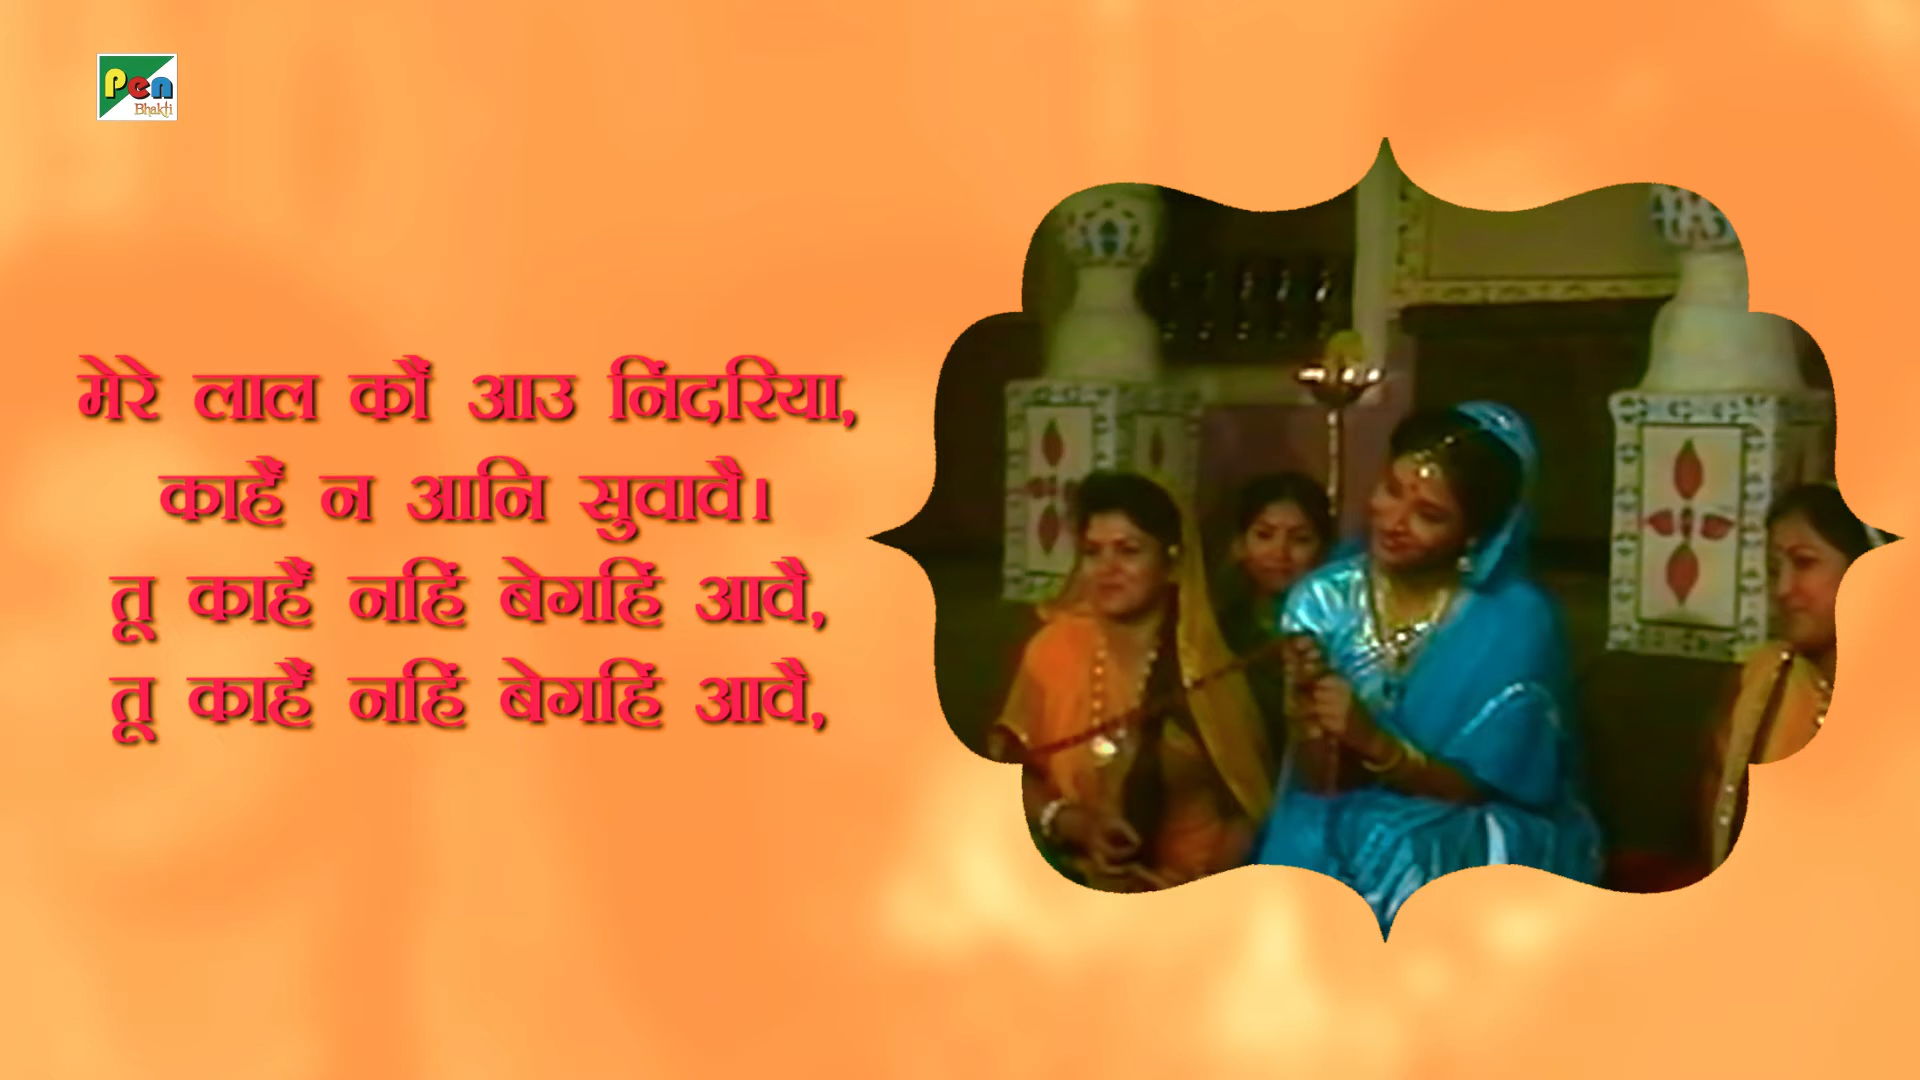 Pen
Bhakti
मेरे लाल कौं आउ निंदरिया,
काहैं न आनि सुवावै।
तू काहैं नहिं बेगहिं आवै,
तू काहैं नहिं बेगहिं आवै,